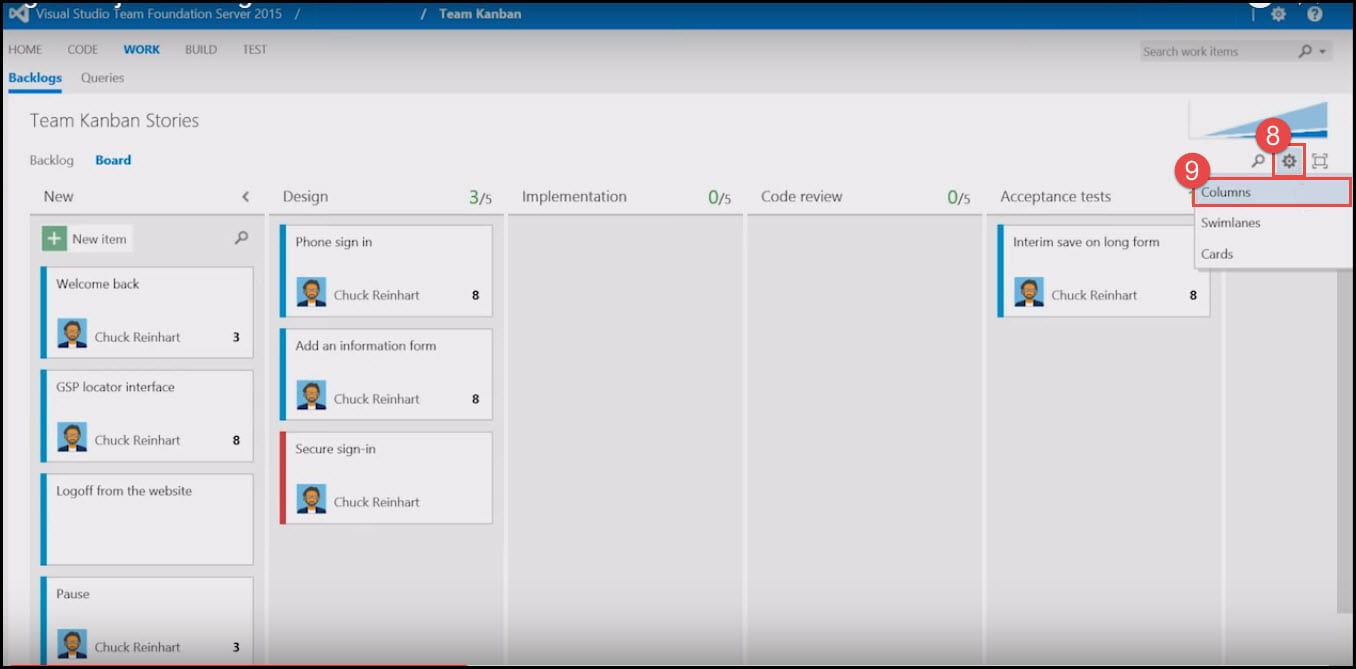 Visual Studio Team Foundation Server 2015 / / Team Kanban
HOME CODE WORK BUILD TEST
Search work items
Backlogs Queries
Team Kanban Stories
8
Backlog Board
9
Columns
Swimlanes
Cards
New
Design 3/5
Implementation 0/5
Code review 0/5
Acceptance tests
New item
Welcome back
Chuck Reinhart 3
GSP locator interface
Chuck Reinhart 8
Logoff from the website
Pause
Chuck Reinhart 3
Phone sign in
Chuck Reinhart 8
Add an information form
Chuck Reinhart 8
Secure sign-in
Chuck Reinhart
Interim save on long form
Chuck Reinhart 8